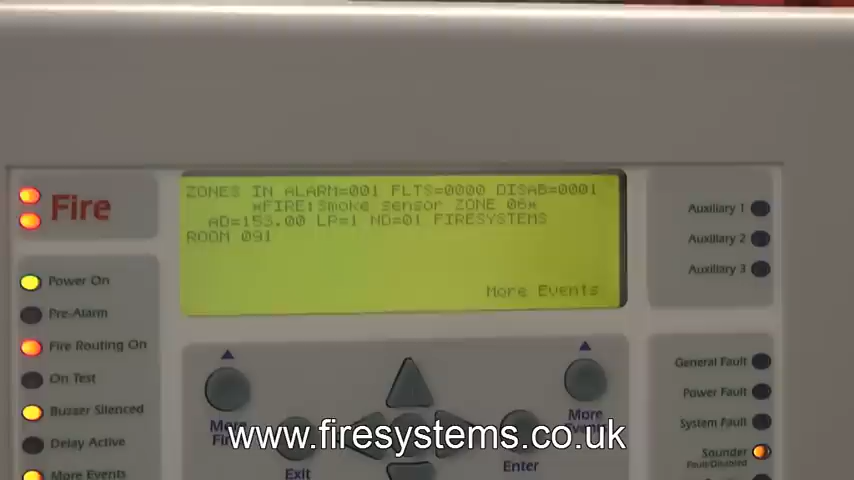 ZONES IN ALARM=001 FLTS=0000 DISAB=0001
*FIRE:Smoke sensor ZONE 06*
AD=153.00 LP=1 ND=01 FIRESYSTEMS
ROOM 091
More Events
Fire
Power On
Pre-Alarm
Fire Routing On
On Test
Buzzer Silenced
Delay Active
More Events
Auxiliary 1
Auxiliary 2
Auxiliary 3
General Fault
Power Fault
System Fault
Sounder
Fault/Disabled
More
More
Exit
Enter
www.firesystems.co.uk